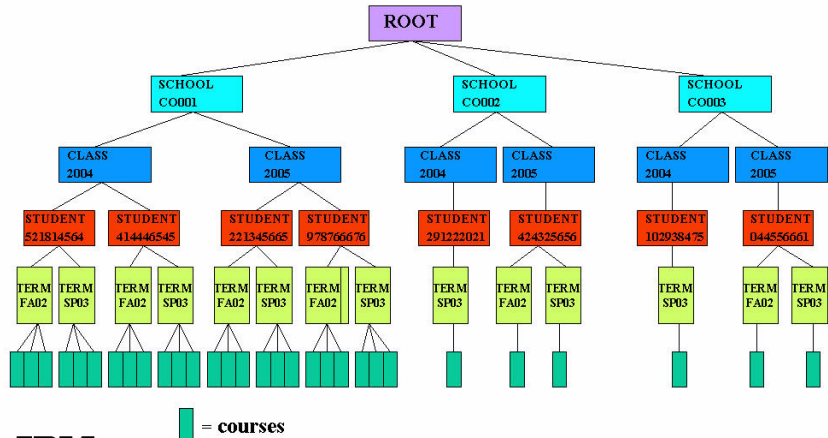 ROOT
SCHOOL
CO001
SCHOOL
CO002
SCHOOL
CO003
CLASS
2004
CLASS
2005
CLASS
2004
CLASS
2005
CLASS
2004
CLASS
2005
STUDENT
521814564
STUDENT
414446545
STUDENT
221345665
STUDENT
978766676
STUDENT
291222021
STUDENT
424325656
STUDENT
102938475
STUDENT
044556661
TERM
FA02
TERM
SP03
TERM
FA02
TERM
SP03
TERM
FA02
TERM
SP03
TERM
FA02
TERM
SP03
TERM
SP03
TERM
FA02
TERM
SP03
TERM
SP03
TERM
FA02
TERM
SP03
= courses